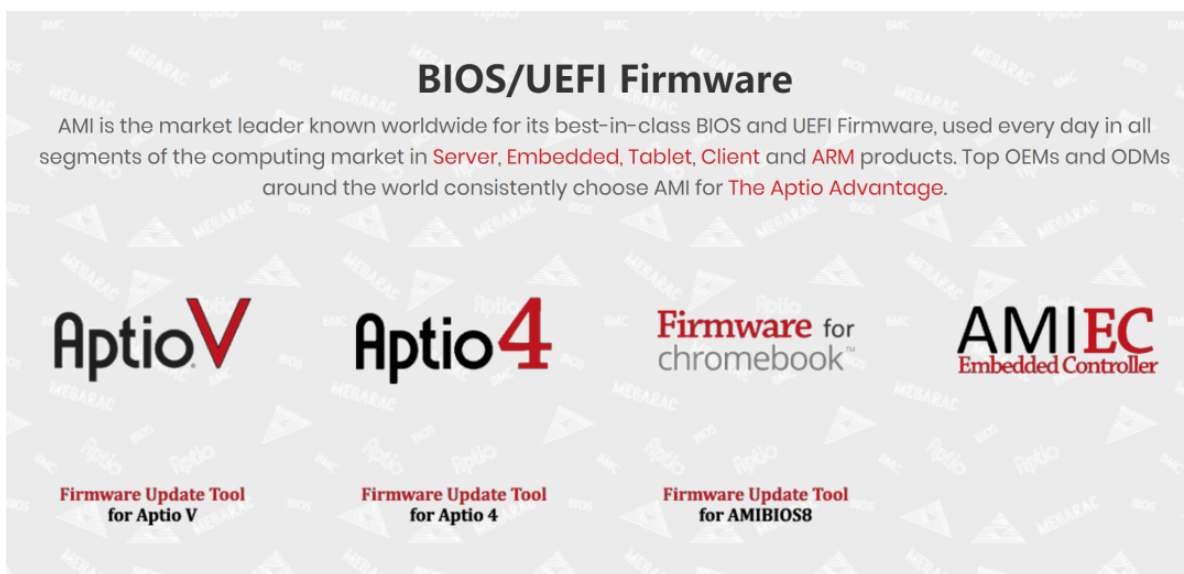 BIOS/UEFI Firmware
AMI is the market leader known worldwide for its best-in-class BIOS and UEFI Firmware, used every day in all
segments of the computing market in Server, Embedded, Tablet, Client and ARM products. Top OEMs and ODMs
around the world consistently choose AMI for The Aptio Advantage.
Aptio V
Aptio 4
Firmware for
chromebook™
AMIEC
Embedded Controller
Firmware Update Tool
for Aptio V
Firmware Update Tool
for Aptio 4
Firmware Update Tool
for AMIBIOS8